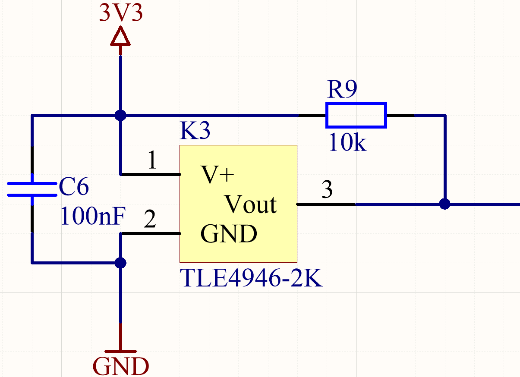 3V3
R9
10k
K3
1
V+
C6
100nF
Vout
3
2
GND
TLE4946-2K
GND